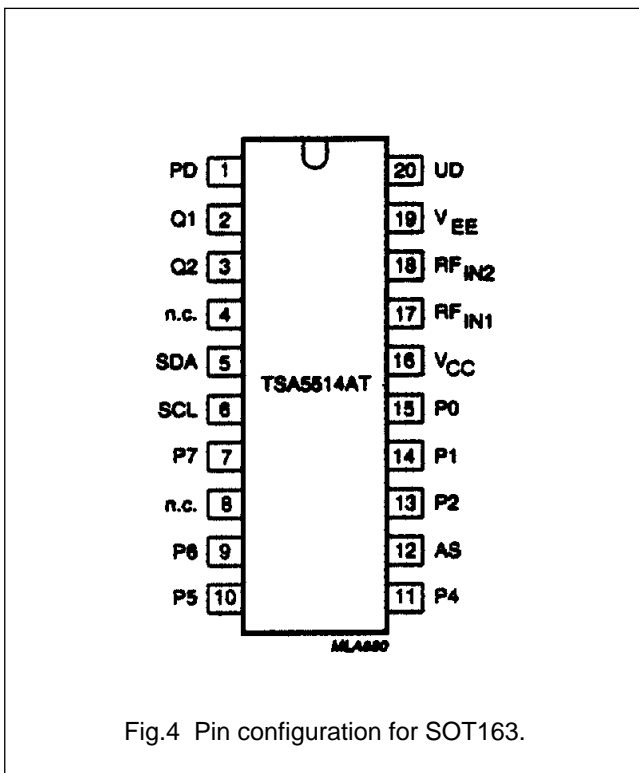 PD 1 20 UD
Q1 2 19 VEE
Q2 3 18 RFIN2
n.c. 4 17 RFIN1
SDA 5 16 VCC
TSA5514AT
SCL 6 15 P0
P7 7 14 P1
n.c. 8 13 P2
P6 9 12 AS
P5 10 11 P4
MLA660
Fig.4 Pin configuration for SOT163.